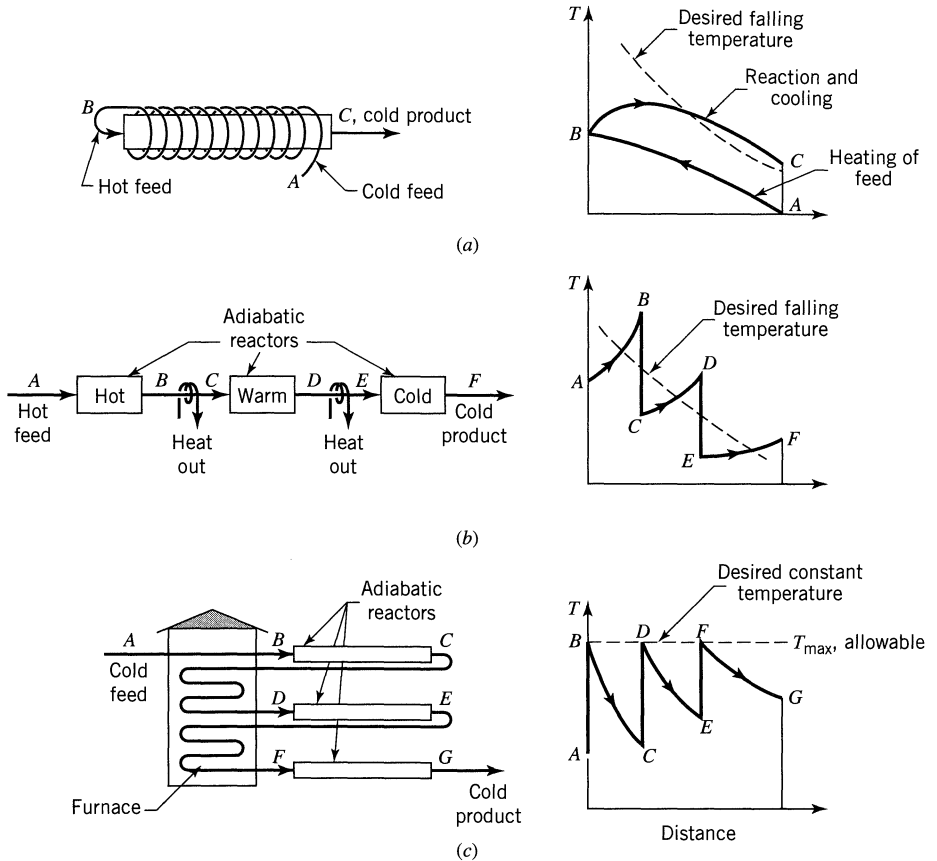 B
C, cold product
Hot feed
A
Cold feed
T
Desired falling
temperature
Reaction and
cooling
B
C
Heating of
feed
A
(a)
Adiabatic
reactors
A
Hot
B
C
Warm
D
E
Cold
F
Hot
feed
Heat
out
Heat
out
Cold
product
T
B
Desired falling
temperature
A
D
C
E
F
(b)
Adiabatic
reactors
A
B
C
Cold
feed
D
E
F
G
Furnace
Cold
product
Desired constant
temperature
T
B
D
F
Tmax, allowable
G
E
A
C
Distance
(c)